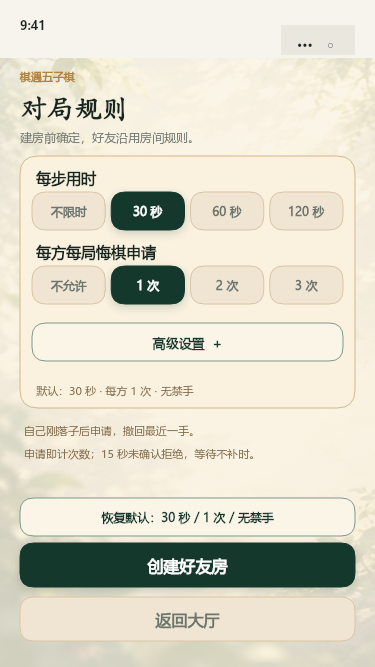 9:41
棋遇五子棋
对局规则
建房前确定，好友沿用房间规则。
每步用时
不限时 30 秒 60 秒 120 秒
每方每局悔棋申请
不允许 1 次 2 次 3 次
高级设置 +
默认：30 秒 · 每方 1 次 · 无禁手
自己刚落子后申请，撤回最近一手。
申请即计次数；15 秒未确认拒绝，等待不补时。
恢复默认：30 秒 / 1 次 / 无禁手
创建好友房
返回大厅